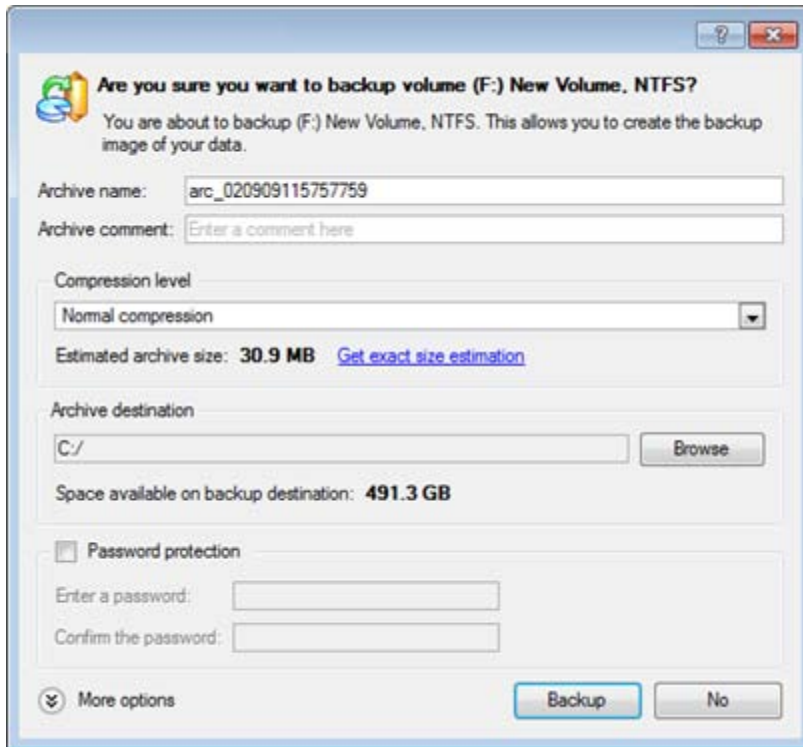 Are you sure you want to backup volume (F:) New Volume, NTFS?
You are about to backup (F:) New Volume, NTFS. This allows you to create the backup
image of your data.
Archive name: arc_020909115757759
Archive comment: Enter a comment here
Compression level
Normal compression
Estimated archive size: 30.9 MB Get exact size estimation
Archive destination
C:/ Browse
Space available on backup destination: 491.3 GB
Password protection
Enter a password:
Confirm the password:
More options Backup No